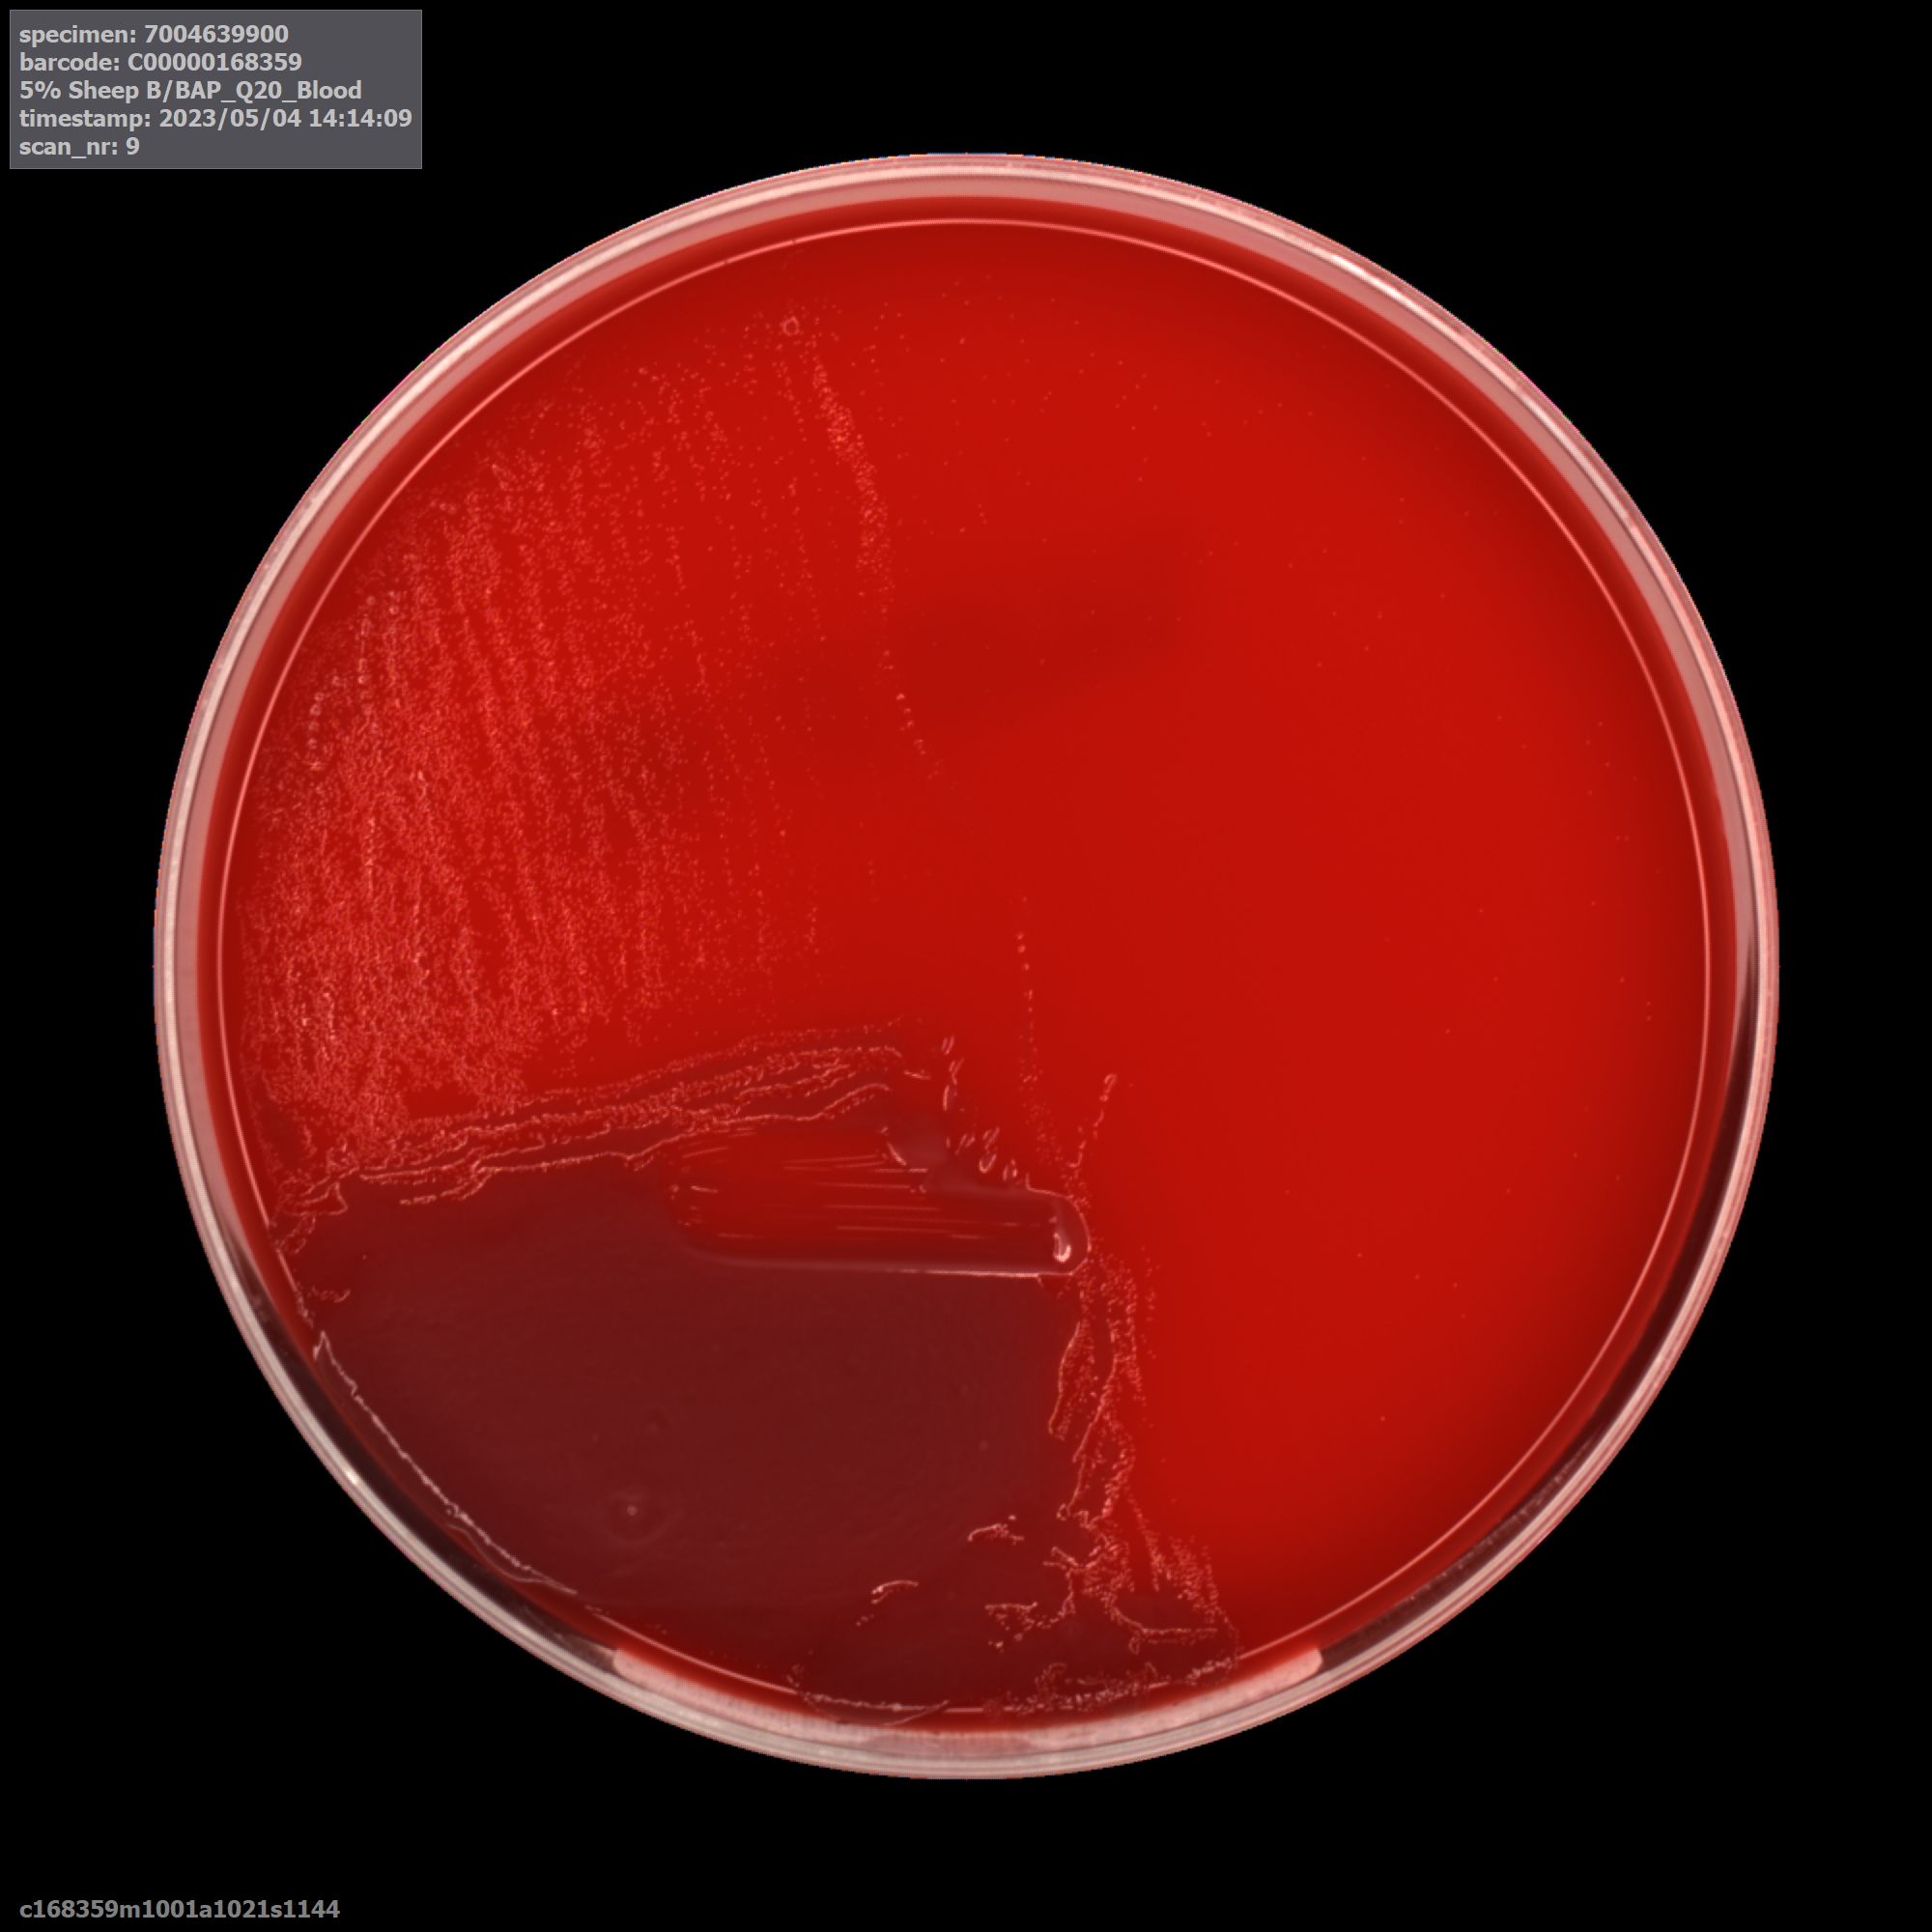 specimen: 7004639900
barcode: C00000168359
5% Sheep B/BAP_Q20_Blood
timestamp: 2023/05/04 14:14:09
scan_nr: 9
c168359m1001a1021s1144